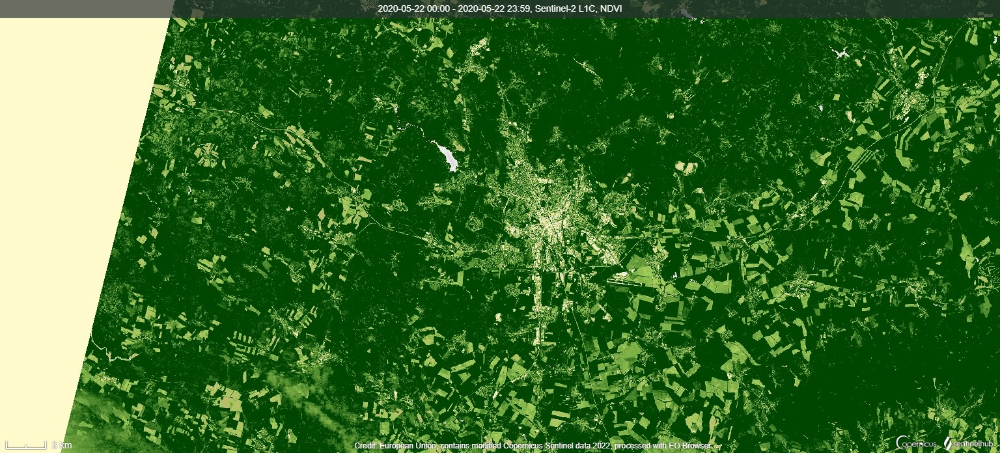 2020-05-22 00:00 - 2020-05-22 23:59, Sentinel-2 L1C, NDVI
3 km
Credit: European Union, contains modified Copernicus Sentinel data 2022, processed with EO Browser
opernicus
sentinelhub